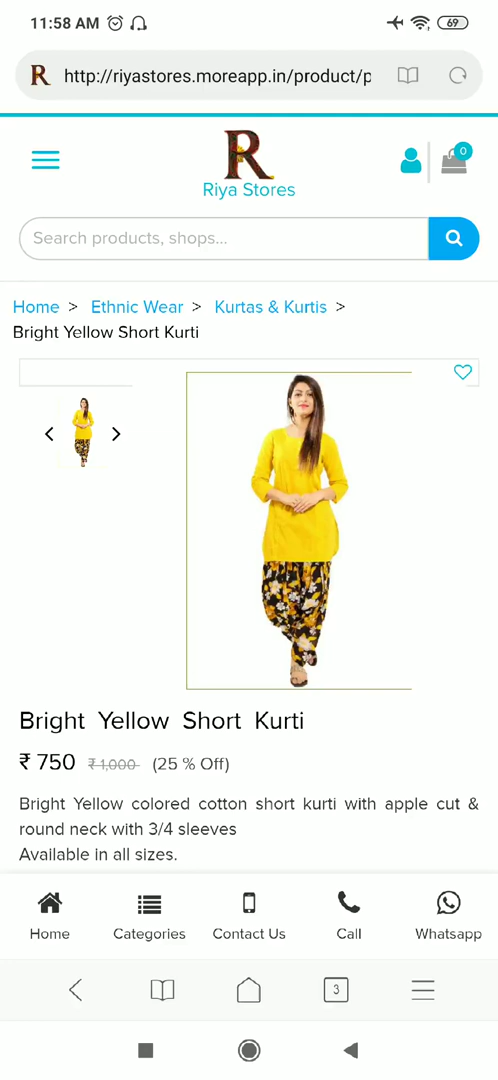 11:58 AM
69
R http://riyastores.moreapp.in/product/p
R
0
Riya Stores
Search products, shops...
Home > Ethnic Wear > Kurtas & Kurtis >
Bright Yellow Short Kurti
Bright Yellow Short Kurti
₹ 750 ₹ 1,000 (25 % Off)
Bright Yellow colored cotton short kurti with apple cut &
round neck with 3/4 sleeves
Available in all sizes.
Home Categories Contact Us Call Whatsapp
3